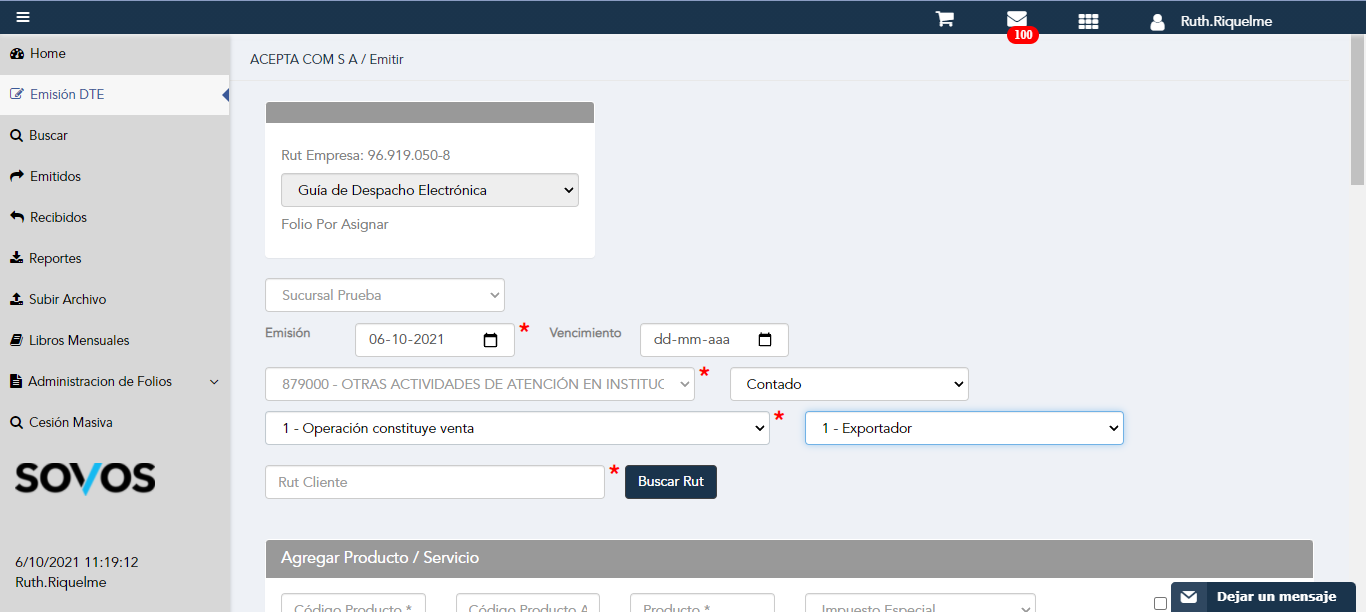 100
Ruth.Riquelme
Home
Emisión DTE
Buscar
Emitidos
Recibidos
Reportes
Subir Archivo
Libros Mensuales
Administracion de Folios
Cesión Masiva
SOVOS
6/10/2021 11:19:12
Ruth.Riquelme
ACEPTA COM S A / Emitir
Rut Empresa: 96.919.050-8
Guía de Despacho Electrónica
Folio Por Asignar
Sucursal Prueba
Emisión 06-10-2021 * Vencimiento dd-mm-aaa
879000 - OTRAS ACTIVIDADES DE ATENCIÓN EN INSTITUC * Contado
1 - Operación constituye venta * 1 - Exportador
Rut Cliente * Buscar Rut
Agregar Producto / Servicio
Código Producto * Código Producto A Producto * Impuesto Especial
Dejar un mensaje